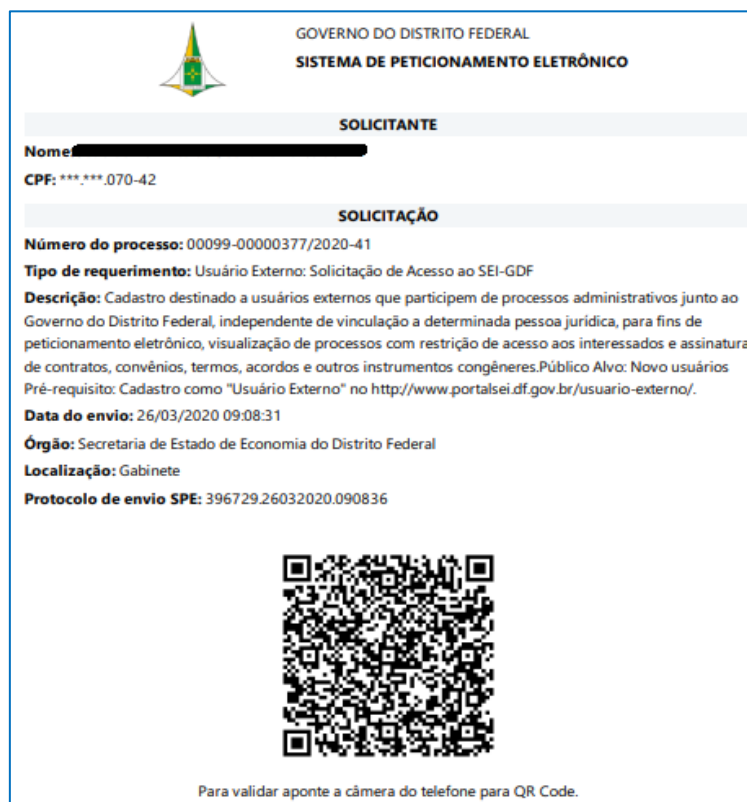 GOVERNO DO DISTRITO FEDERAL
SISTEMA DE PETICIONAMENTO ELETRÔNICO
SOLICITANTE
Nome:
CPF: ***.***.070-42
SOLICITAÇÃO
Número do processo: 00099-00000377/2020-41
Tipo de requerimento: Usuário Externo: Solicitação de Acesso ao SEI-GDF
Descrição: Cadastro destinado a usuários externos que participem de processos administrativos junto ao
Governo do Distrito Federal, independente de vinculação a determinada pessoa jurídica, para fins de
peticionamento eletrônico, visualização de processos com restrição de acesso aos interessados e assinatura
de contratos, convênios, termos, acordos e outros instrumentos congêneres.Público Alvo: Novo usuários
Pré-requisito: Cadastro como "Usuário Externo" no http://www.portalsei.df.gov.br/usuario-externo/.
Data do envio: 26/03/2020 09:08:31
Órgão: Secretaria de Estado de Economia do Distrito Federal
Localização: Gabinete
Protocolo de envio SPE: 396729.26032020.090836
Para validar aponte a câmera do telefone para QR Code.